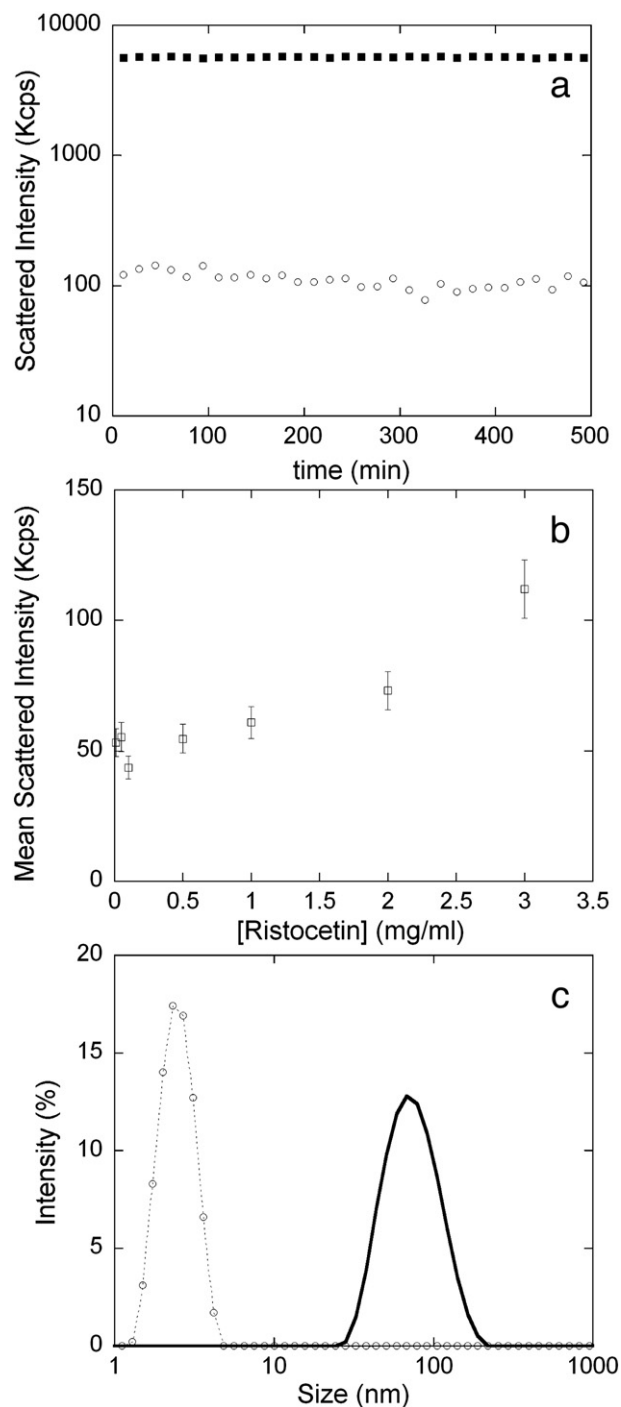 10000
a
Scattered Intensity (Kcps)
1000
100
10
0 100 200 300 400 500
time (min)
150
b
Mean Scattered Intensity (Kcps)
100
50
0
0 0.5 1 1.5 2 2.5 3 3.5
[Ristocetin] (mg/ml)
20
c
15
Intensity (%)
10
5
0
1 10 100 1000
Size (nm)